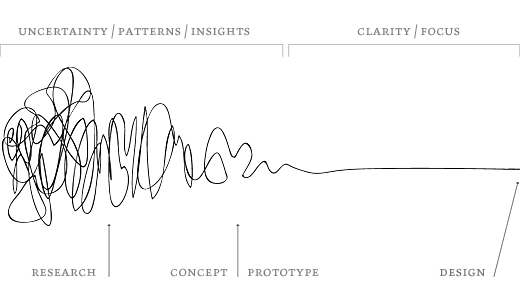 UNCERTAINTY / PATTERNS / INSIGHTS
CLARITY / FOCUS
RESEARCH
CONCEPT
PROTOTYPE
DESIGN